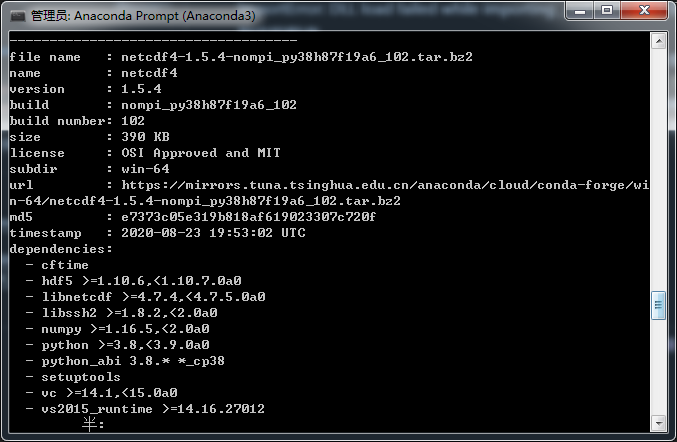 管理员: Anaconda Prompt (Anaconda3)
------------------------------------
file name   : netcdf4-1.5.4-nompi_py38h87f19a6_102.tar.bz2
name        : netcdf4
version     : 1.5.4
build       : nompi_py38h87f19a6_102
build number: 102
size        : 390 KB
license     : OSI Approved and MIT
subdir      : win-64
url         : https://mirrors.tuna.tsinghua.edu.cn/anaconda/cloud/conda-forge/wi
n-64/netcdf4-1.5.4-nompi_py38h87f19a6_102.tar.bz2
md5         : e7373c05e319b818af619023307c720f
timestamp   : 2020-08-23 19:53:02 UTC
dependencies:
  - cftime
  - hdf5 >=1.10.6,<1.10.7.0a0
  - libnetcdf >=4.7.4,<4.7.5.0a0
  - libssh2 >=1.8.2,<2.0a0
  - numpy >=1.16.5,<2.0a0
  - python >=3.8,<3.9.0a0
  - python_abi 3.8.* *_cp38
  - setuptools
  - vc >=14.1,<15.0a0
  - vs2015_runtime >=14.16.27012
半: